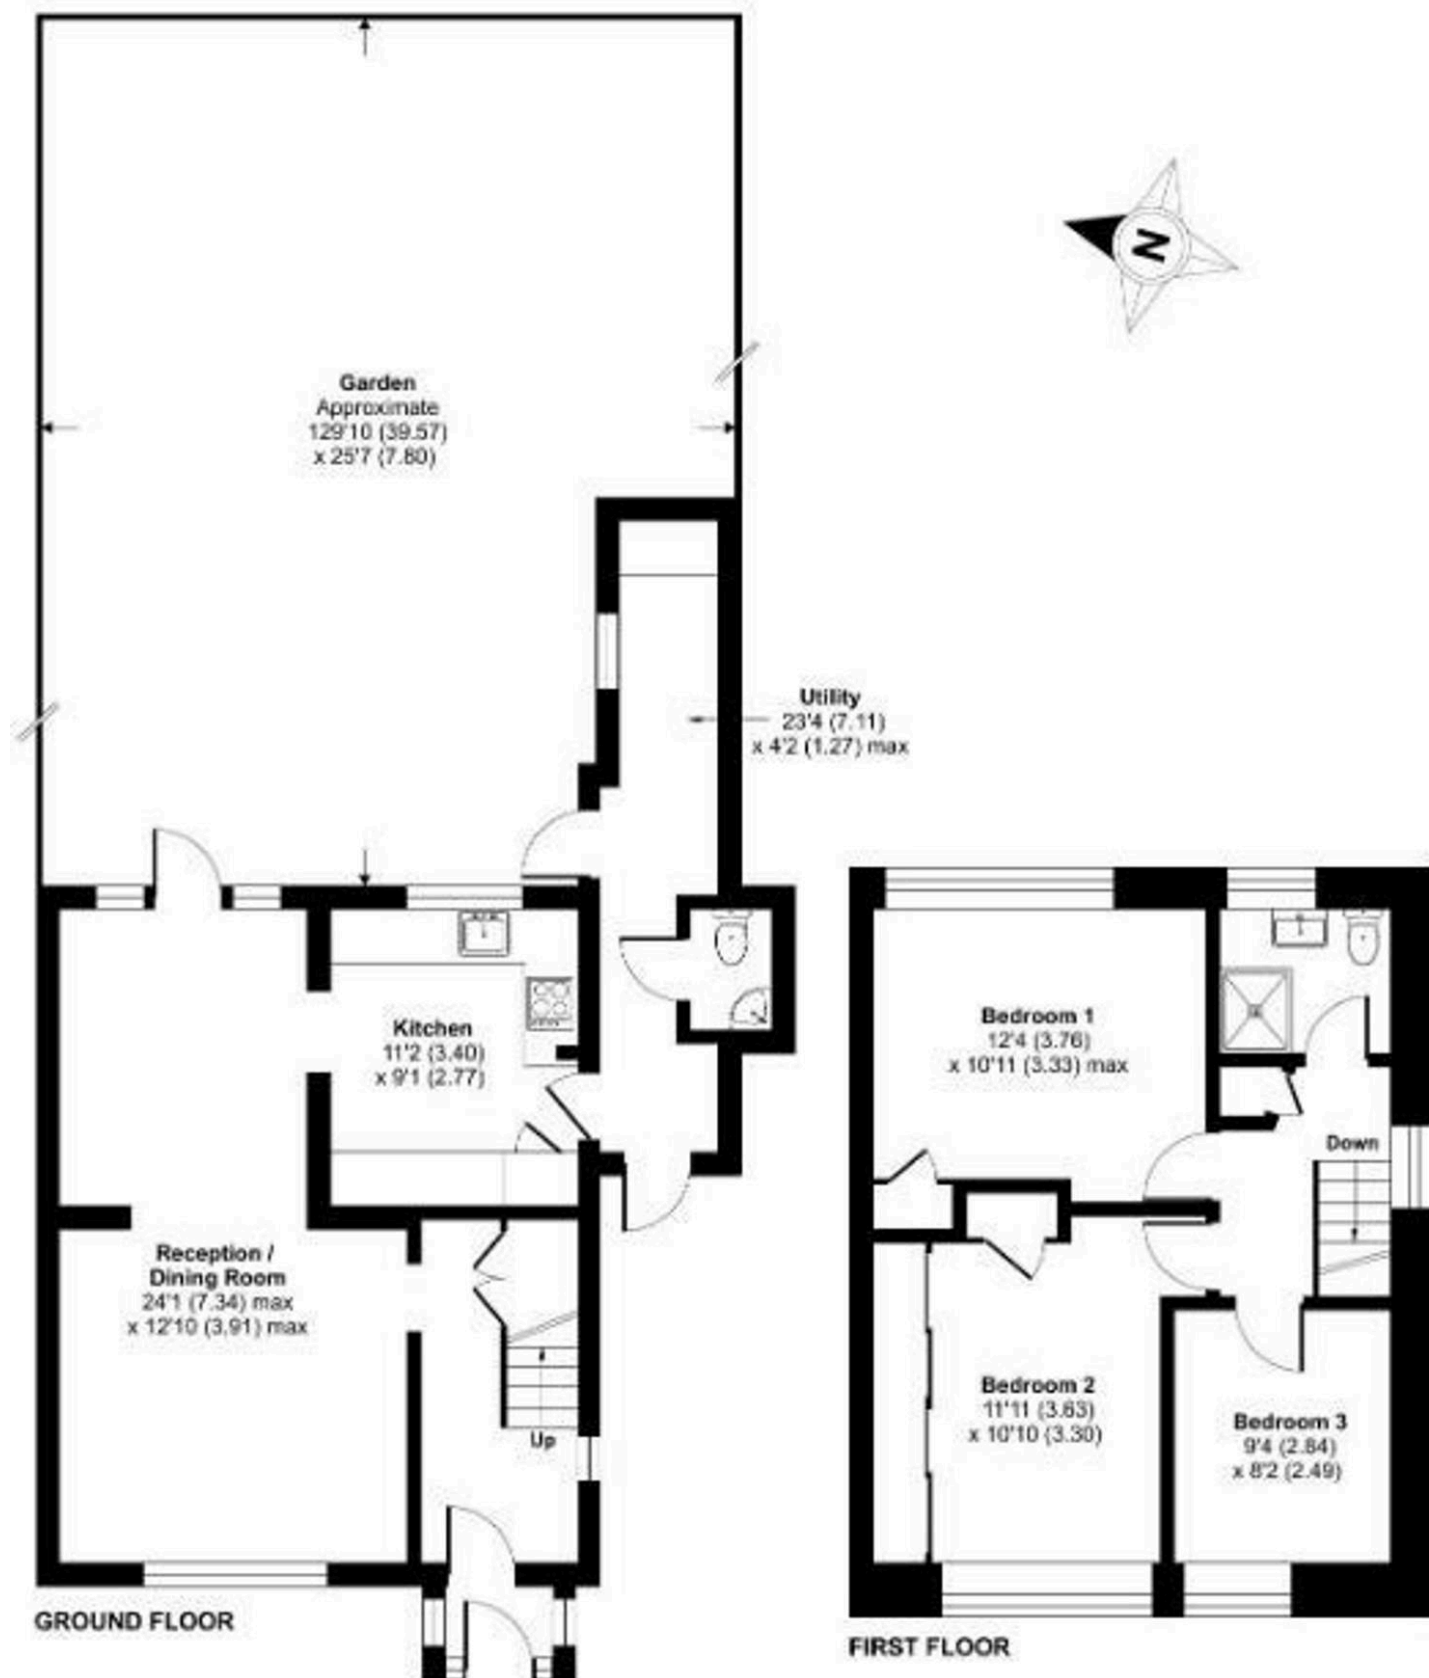 N
Garden
Approximate
129'10 (39.57)
x 25'7 (7.80)
Utility
23'4 (7.11)
x 4'2 (1.27) max
Kitchen
11'2 (3.40)
x 9'1 (2.77)
Reception /
Dining Room
24'1 (7.34) max
x 12'10 (3.91) max
Up
GROUND FLOOR
Bedroom 1
12'4 (3.76)
x 10'11 (3.33) max
Down
Bedroom 2
11'11 (3.63)
x 10'10 (3.30)
Bedroom 3
9'4 (2.84)
x 8'2 (2.49)
FIRST FLOOR